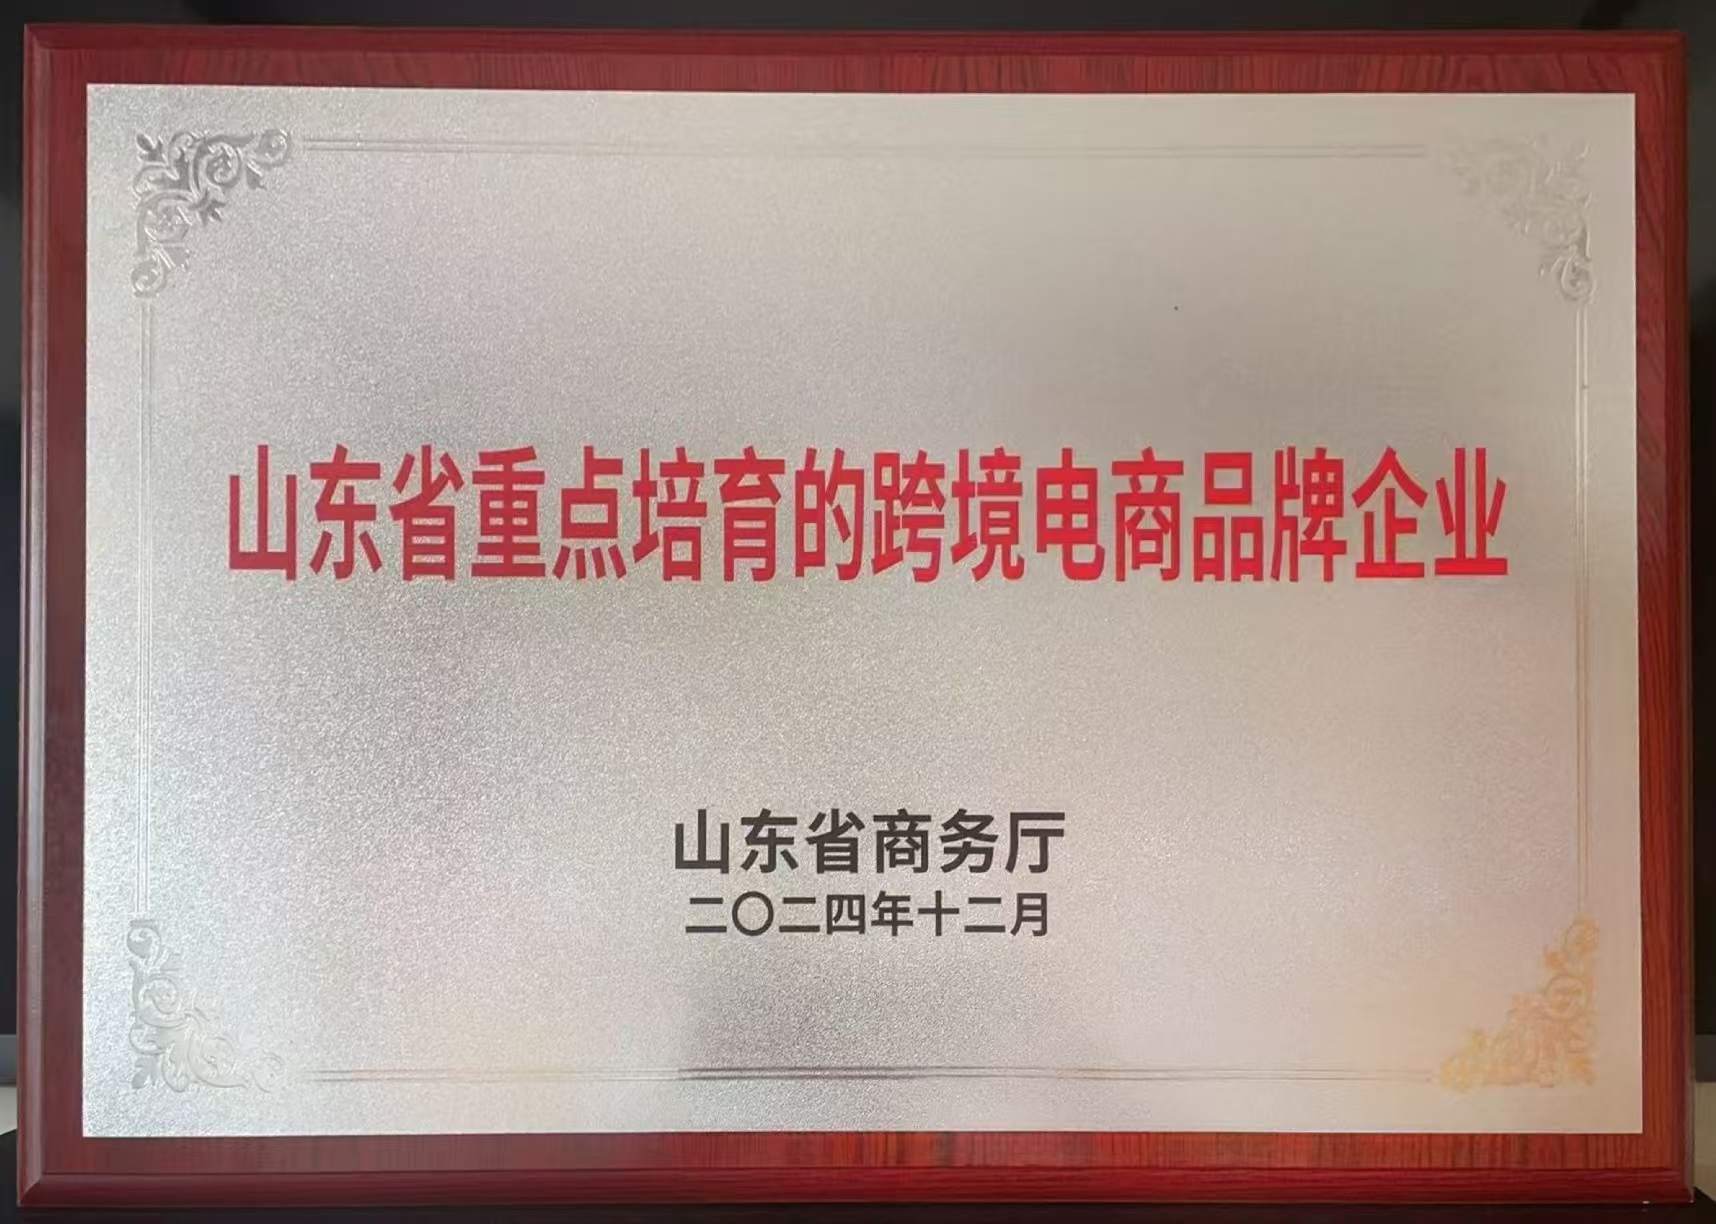 山东省重点培育的跨境电商品牌企业
山东省商务厅
二〇二四年十二月